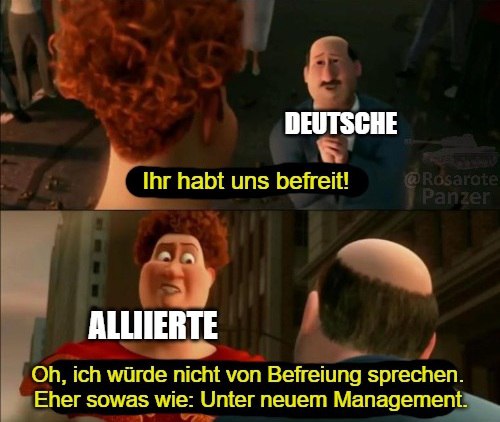 DEUTSCHE
Ihr habt uns befreit!
@Rosarote
Panzer
ALLIIERTE
Oh, ich würde nicht von Befreiung sprechen.
Eher sowas wie: Unter neuem Management.